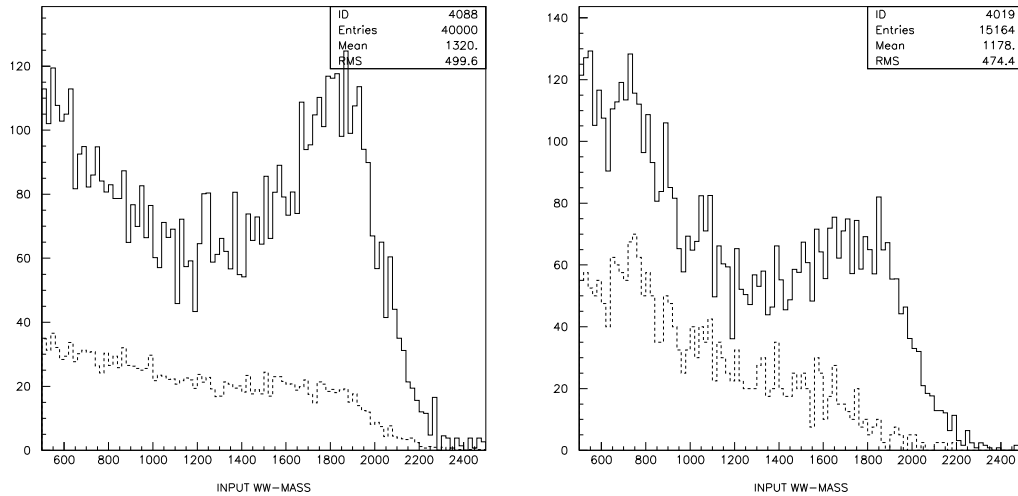 ID 4088
Entries 40000
Mean 1320.
RMS 499.6
120
100
80
60
40
20
0
600 800 1000 1200 1400 1600 1800 2000 2200 2400
INPUT WW-MASS
ID 4019
Entries 15164
Mean 1178.
RMS 474.4
140
120
100
80
60
40
20
0
600 800 1000 1200 1400 1600 1800 2000 2200 2400
INPUT WW-MASS